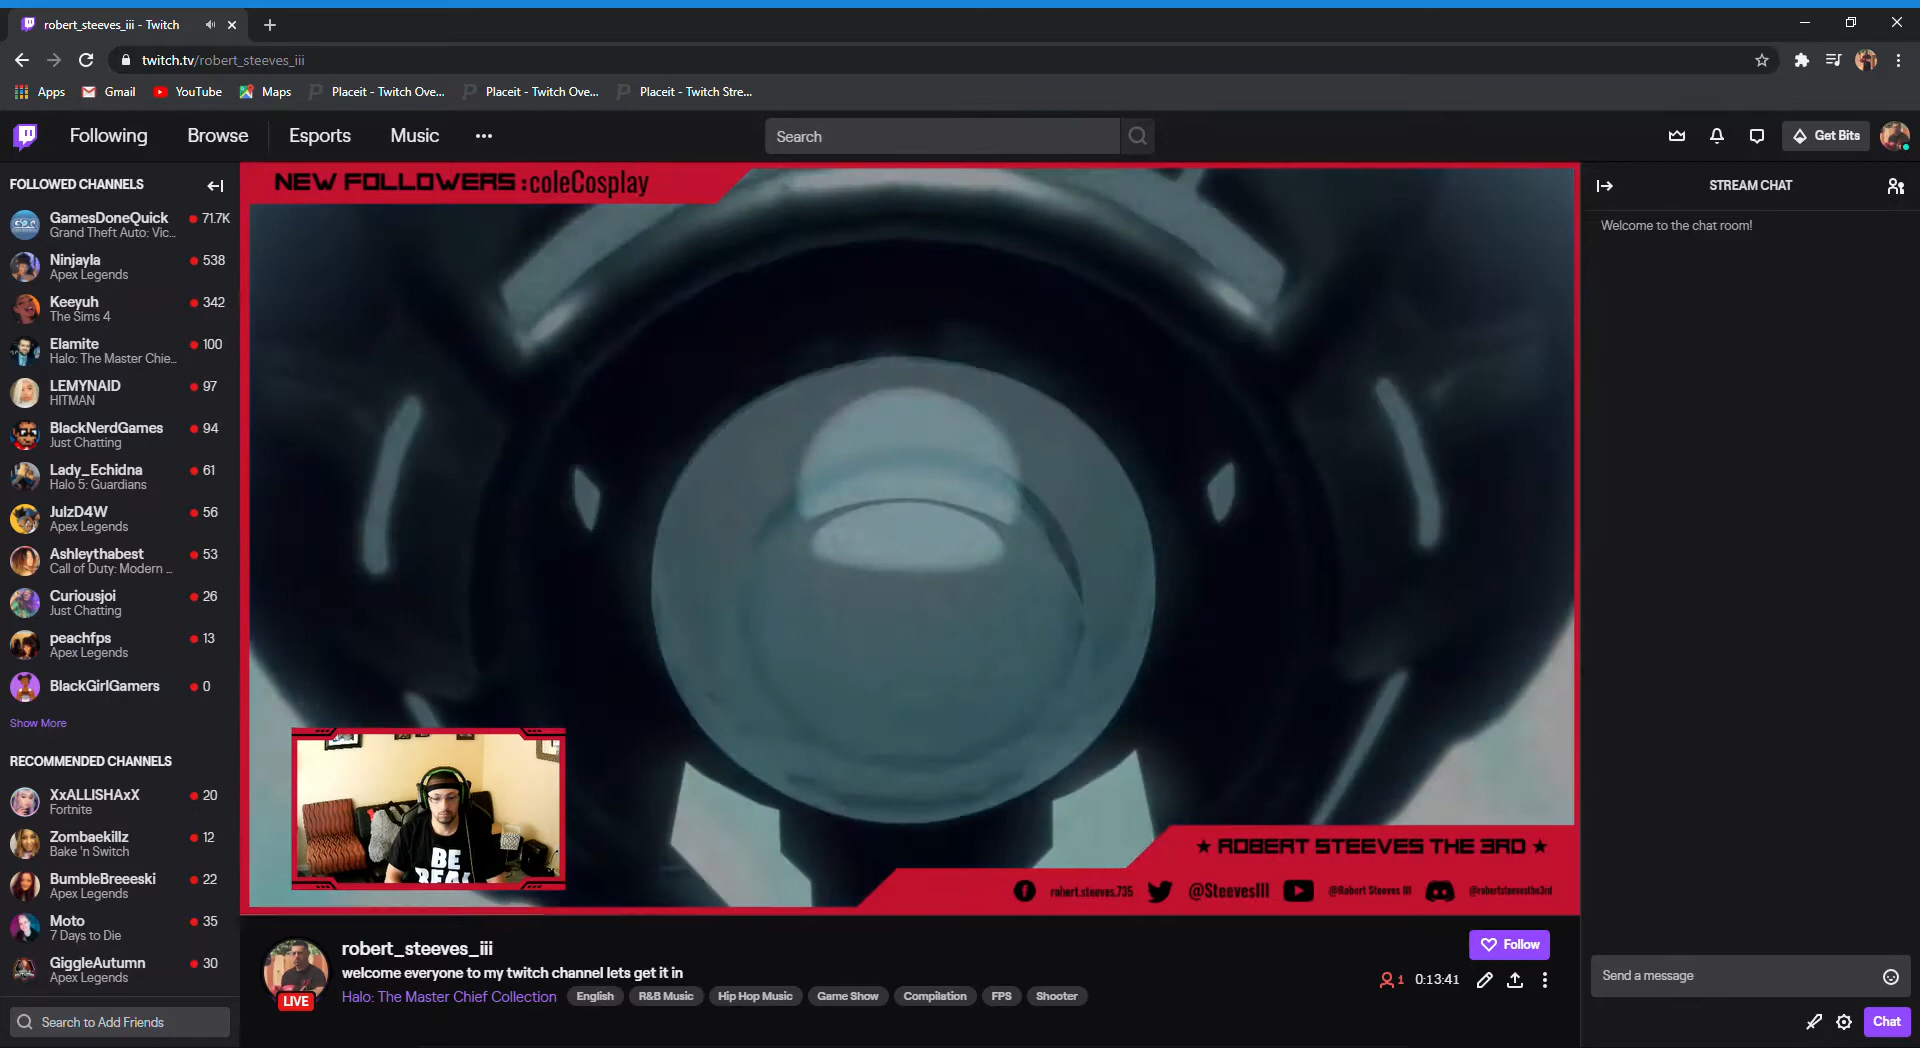 robert_steeves_iii - Twitch
twitch.tv/robert_steeves_iii
Apps Gmail YouTube Maps Placeit - Twitch Ove... Placeit - Twitch Ove... Placeit - Twitch Stre...
Following Browse Esports Music Search Get Bits
FOLLOWED CHANNELS
GamesDoneQuick 71.7K
Grand Theft Auto: Vic...
Ninjayla 538
Apex Legends
Keeyuh 342
The Sims 4
Elamite 100
Halo: The Master Chie...
LEMYNAID 97
HITMAN
BlackNerdGames 94
Just Chatting
Lady_Echidna 61
Halo 5: Guardians
JulzD4W 56
Apex Legends
Ashleythabest 53
Call of Duty: Modern ...
Curiousjoi 26
Just Chatting
peachfps 13
Apex Legends
BlackGirlGamers 0
Show More
RECOMMENDED CHANNELS
XxALLISHAxX 20
Fortnite
Zombaekillz 12
Bake 'n Switch
BumbleBreeeski 22
Apex Legends
Moto 35
7 Days to Die
GiggleAutumn 30
Apex Legends
Search to Add Friends
NEW FOLLOWERS :coleCosplay
BE
REAL
★ ROBERT STEEVES THE 3RD ★
robert.steeves.735 @SteevesIII @Robert Steeves III @robertsteevesthe3rd
robert_steeves_iii
Follow
welcome everyone to my twitch channel lets get it in
1 0:13:41
LIVE
Halo: The Master Chief Collection English R&B Music Hip Hop Music Game Show Compilation FPS Shooter
STREAM CHAT
Welcome to the chat room!
Send a message
Chat